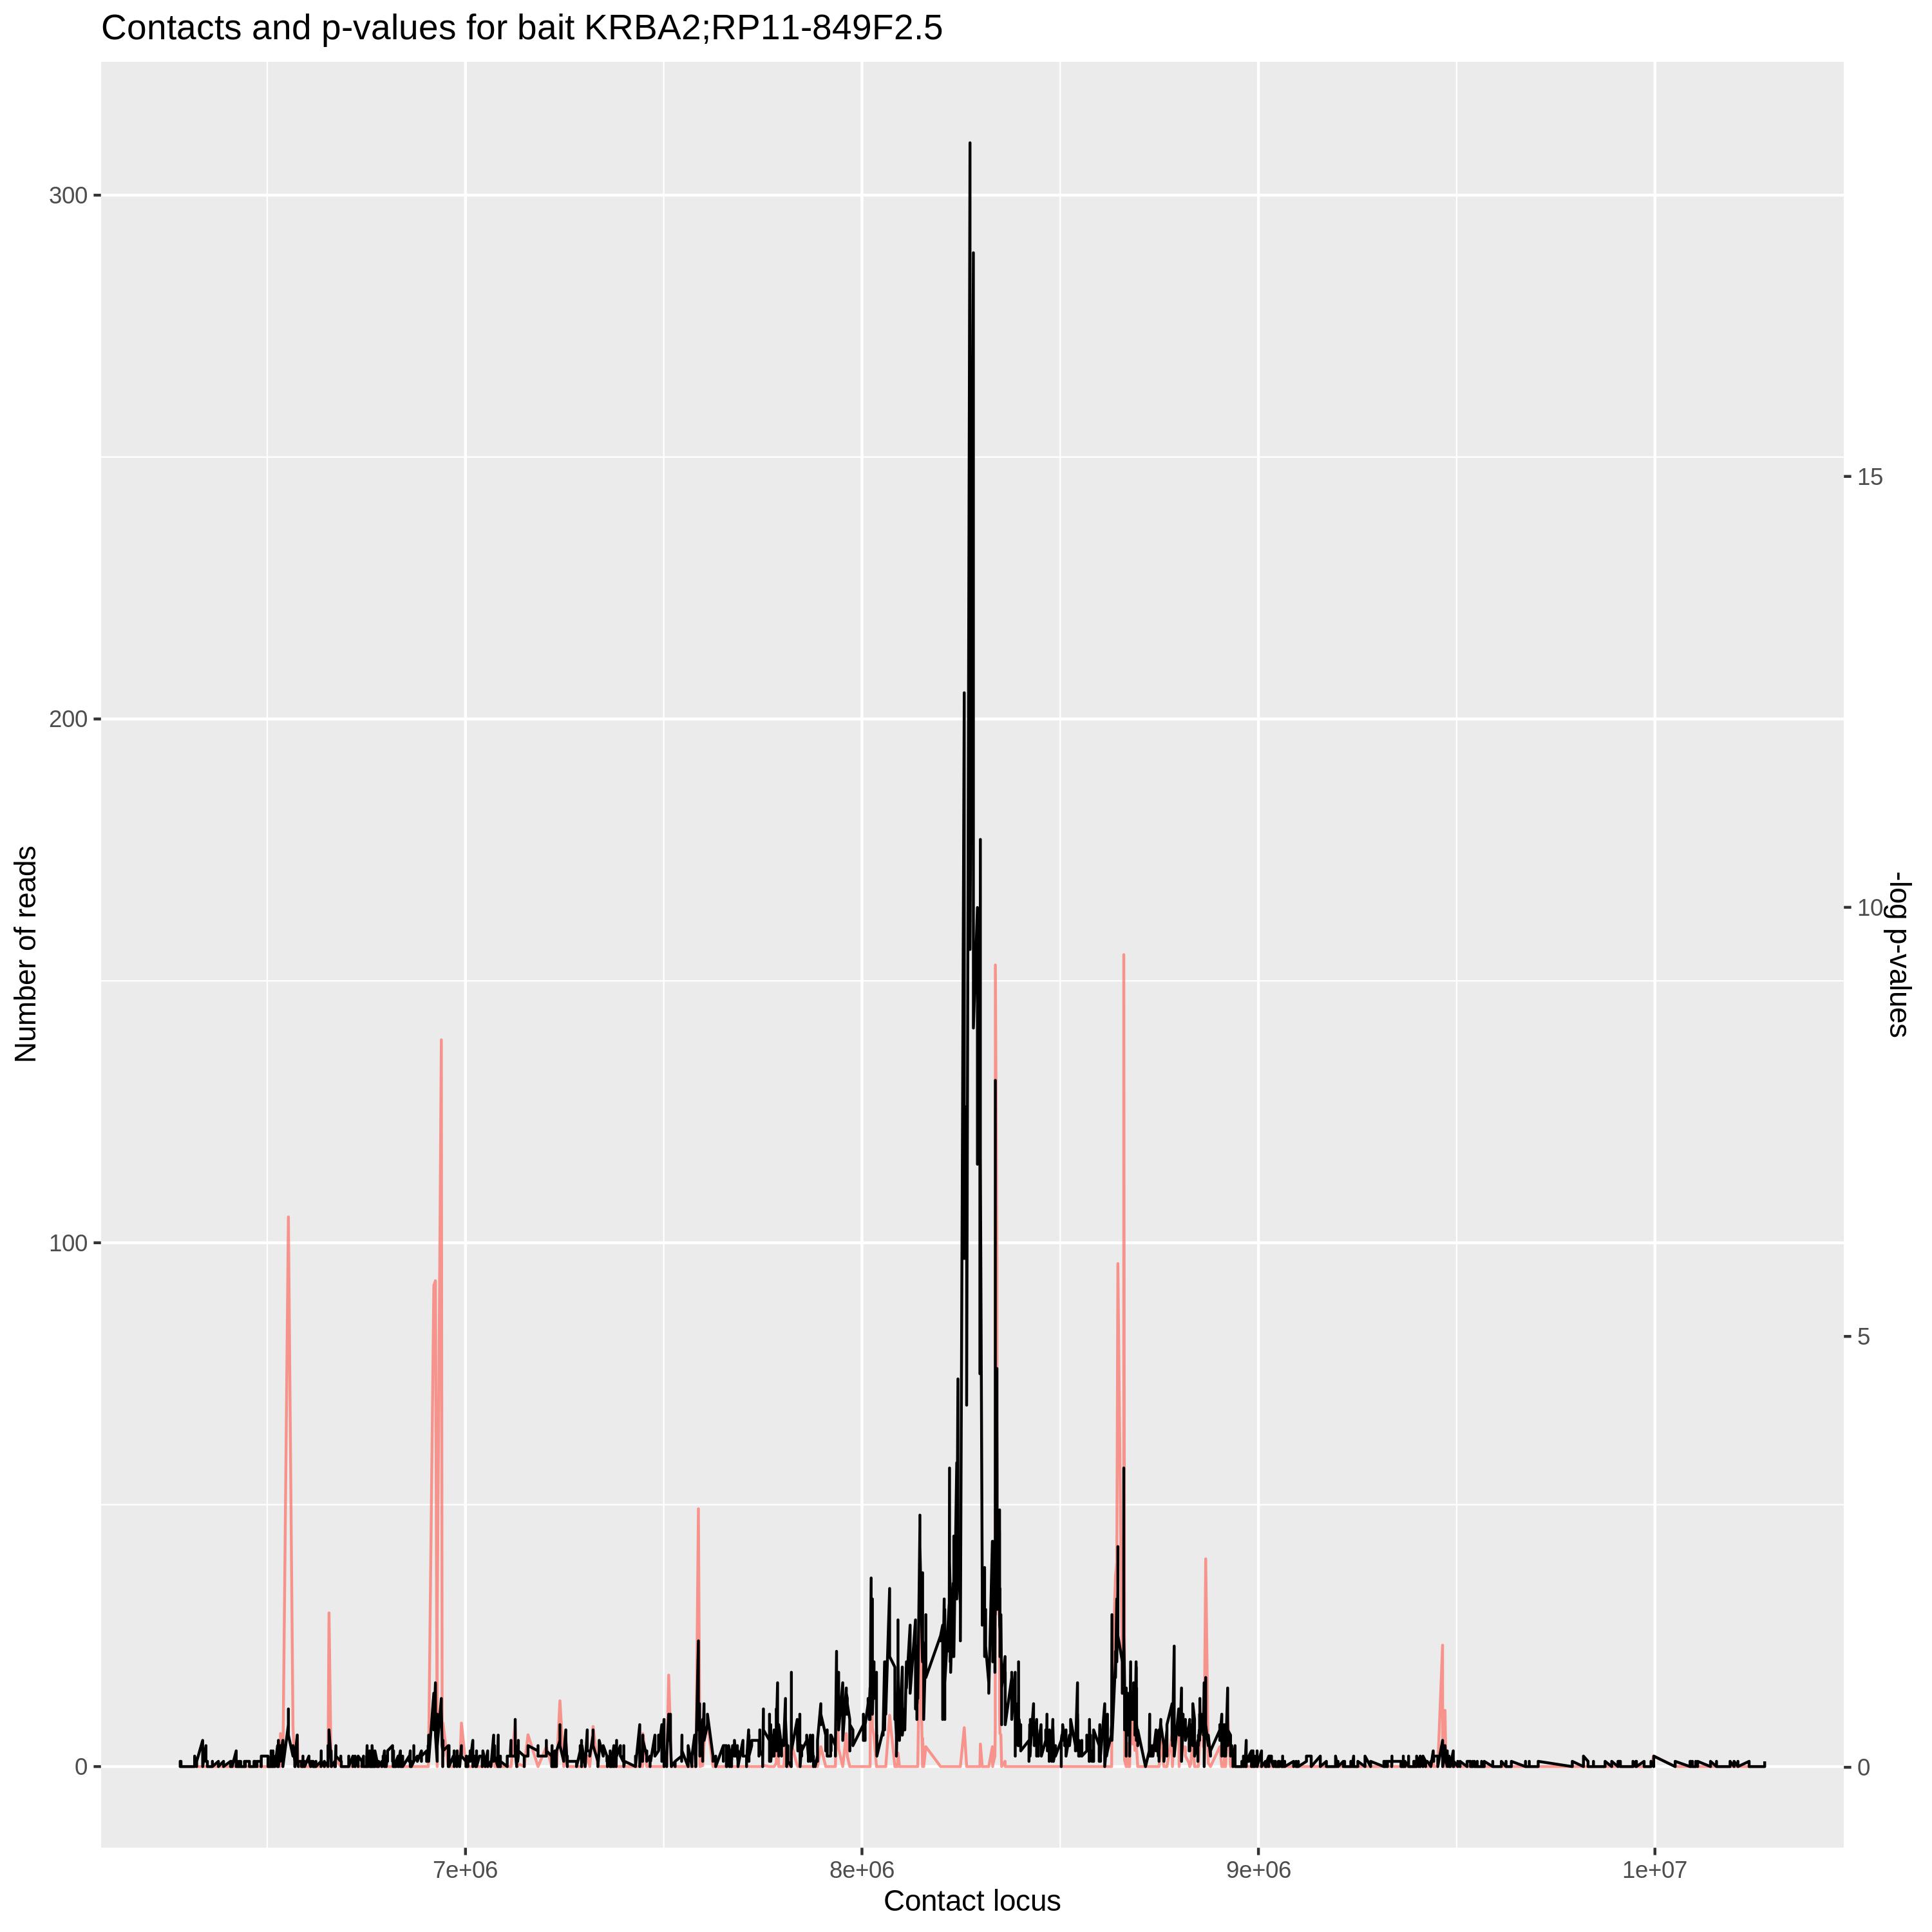 Contacts and p-values for bait KRBA2;RP11-849F2.5
300
200
100
0
Number of reads
15
10
5
0
-log p-values
7e+06
8e+06
9e+06
1e+07
Contact locus